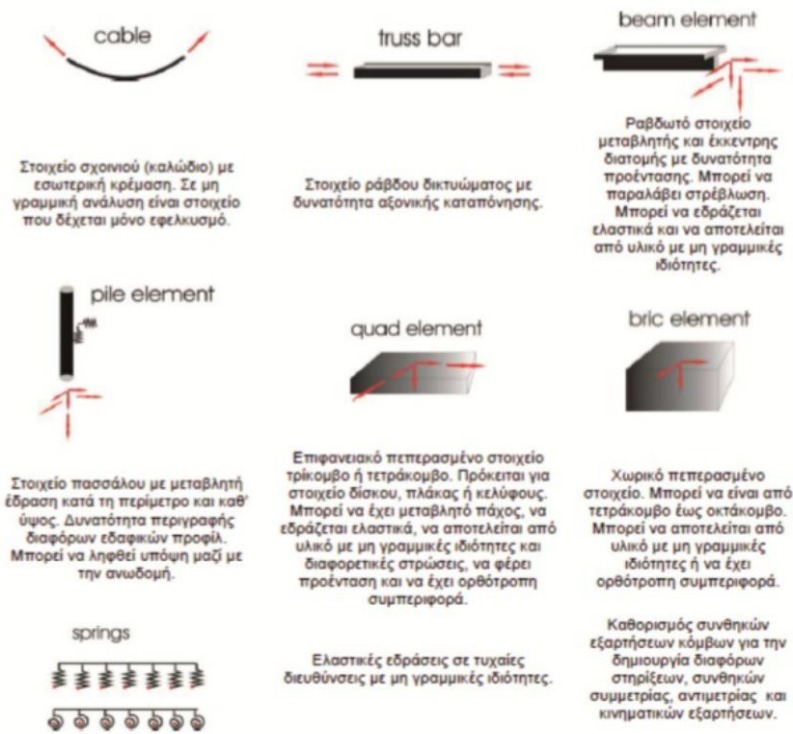 cable
Στοιχείο σχοινιού (καλώδιο) με
εσωτερική κρέμαση. Σε μη
γραμμική ανάλυση είναι στοιχείο
που δέχεται μόνο εφελκυσμό.
truss bar
Στοιχείο ράβδου δικτυώματος με
δυνατότητα αξονικής καταπόνησης.
beam element
Ραβδωτό στοιχείο
μεταβλητής και έκκεντρης
διατομής με δυνατότητα
προέντασης. Μπορεί να
παραλάβει στρέβλωση.
Μπορεί να εδράζεται
ελαστικά και να αποτελείται
από υλικό με μη γραμμικές
ιδιότητες.
pile element
Στοιχείο πασσάλου με μεταβλητή
έδραση κατά τη περίμετρο και καθ'
ύψος. Δυνατότητα περιγραφής
διαφόρων εδαφικών προφίλ.
Μπορεί να ληφθεί υπόψη μαζί με
την ανωδομή.
quad element
Επιφανειακό πεπερασμένο στοιχείο
τρίκομβο ή τετράκομβο. Πρόκειται για
στοιχείο δίσκου, πλάκας ή κελύφους.
Μπορεί να έχει μεταβλητό πάχος, να
εδράζεται ελαστικά, να αποτελείται από
υλικό με μη γραμμικές ιδιότητες και
διαφορετικές στρώσεις, να φέρει
προένταση και να έχει ορθότροπη
συμπεριφορά.
bric element
Χωρικό πεπερασμένο
στοιχείο. Μπορεί να είναι από
τετράκομβο έως οκτάκομβο.
Μπορεί να αποτελείται από
υλικό με μη γραμμικές
ιδιότητες ή να έχει
ορθότροπη συμπεριφορά.
springs
Ελαστικές εδράσεις σε τυχαίες
διευθύνσεις με μη γραμμικές ιδιότητες.
Καθορισμός συνθηκών
εξαρτήσεων κόμβων για την
δημιουργία διαφόρων
στηρίξεων, συνθηκών
συμμετρίας, αντιμετρίας και
κινηματικών εξαρτήσεων.